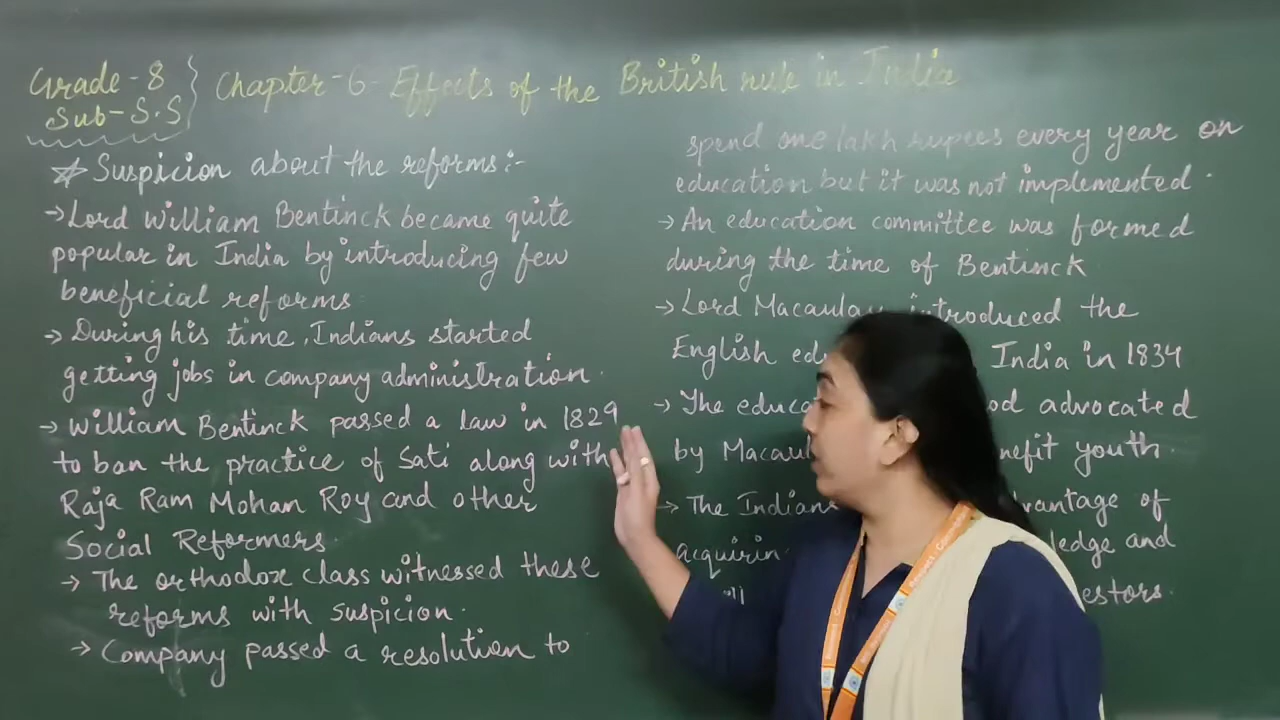 Grade-8
Sub-S.S
Chapter-6-Effects of the British rule in India
Suspicion about the reforms:-
→Lord William Bentinck became quite
popular in India by introducing few
beneficial reforms
→During his time, Indians started
getting jobs in company administration.
→William Bentinck passed a law in 1829
to ban the practice of Sati along with
Raja Ram Mohan Roy and other
Social Reformers.
→The orthodox class witnessed these
reforms with suspicion.
→Company passed a resolution to
spend one lakh rupees every year on
education but it was not implemented.
→An education committee was formed
during the time of Bentinck
→Lord Macaulay introduced the
English India in 1834
→The advocated
by youth.
→The Indians of
and